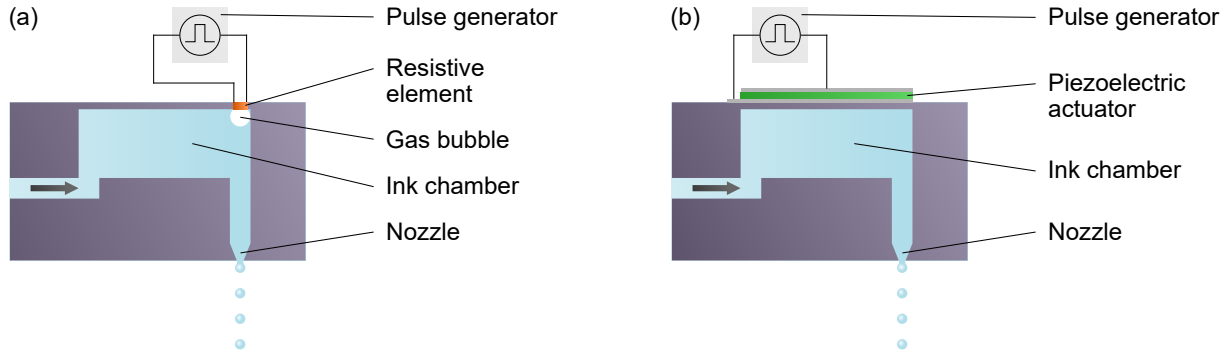 (a)
Pulse generator
Resistive
element
Gas bubble
Ink chamber
Nozzle
(b)
Pulse generator
Piezoelectric
actuator
Ink chamber
Nozzle